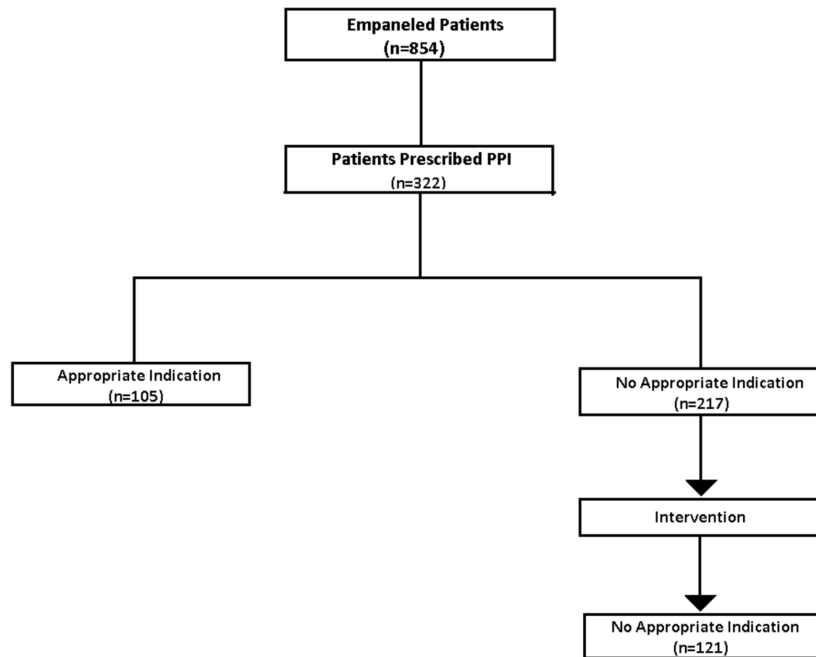 Empaneled Patients
(n=854)
Patients Prescribed PPI
(n=322)
Appropriate Indication
(n=105)
No Appropriate Indication
(n=217)
Intervention
No Appropriate Indication
(n=121)